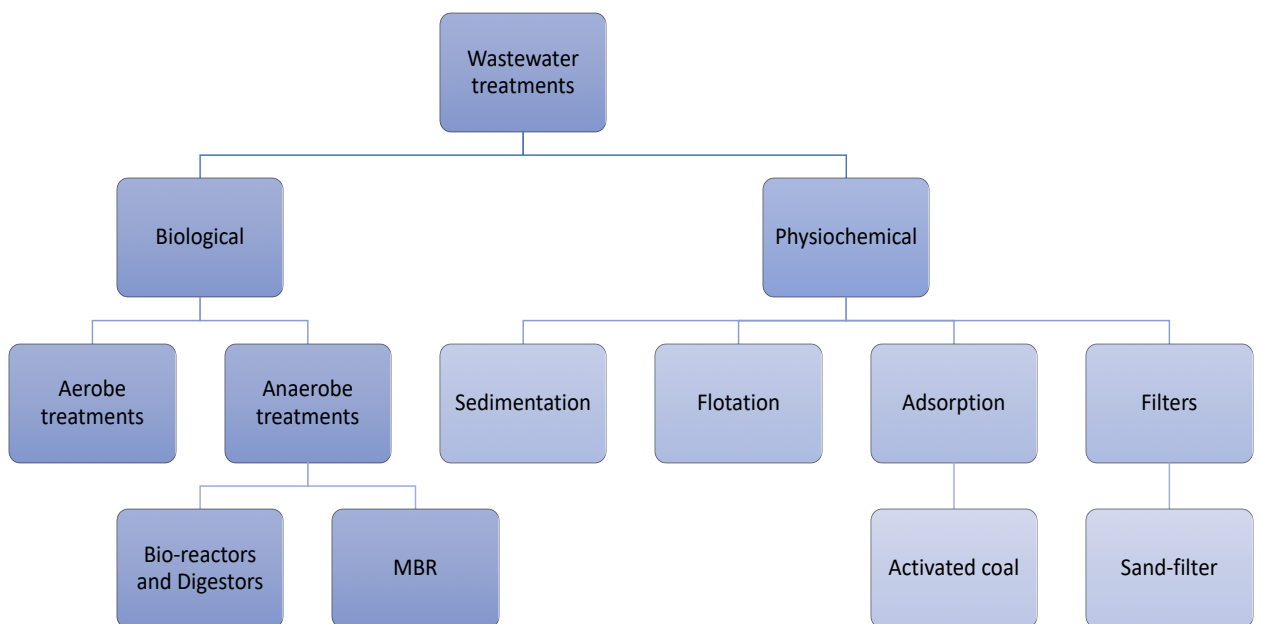 Wastewater
treatments
Biological
Physiochemical
Aerobe
treatments
Anaerobe
treatments
Sedimentation
Flotation
Adsorption
Filters
Bio-reactors
and Digestors
MBR
Activated coal
Sand-filter